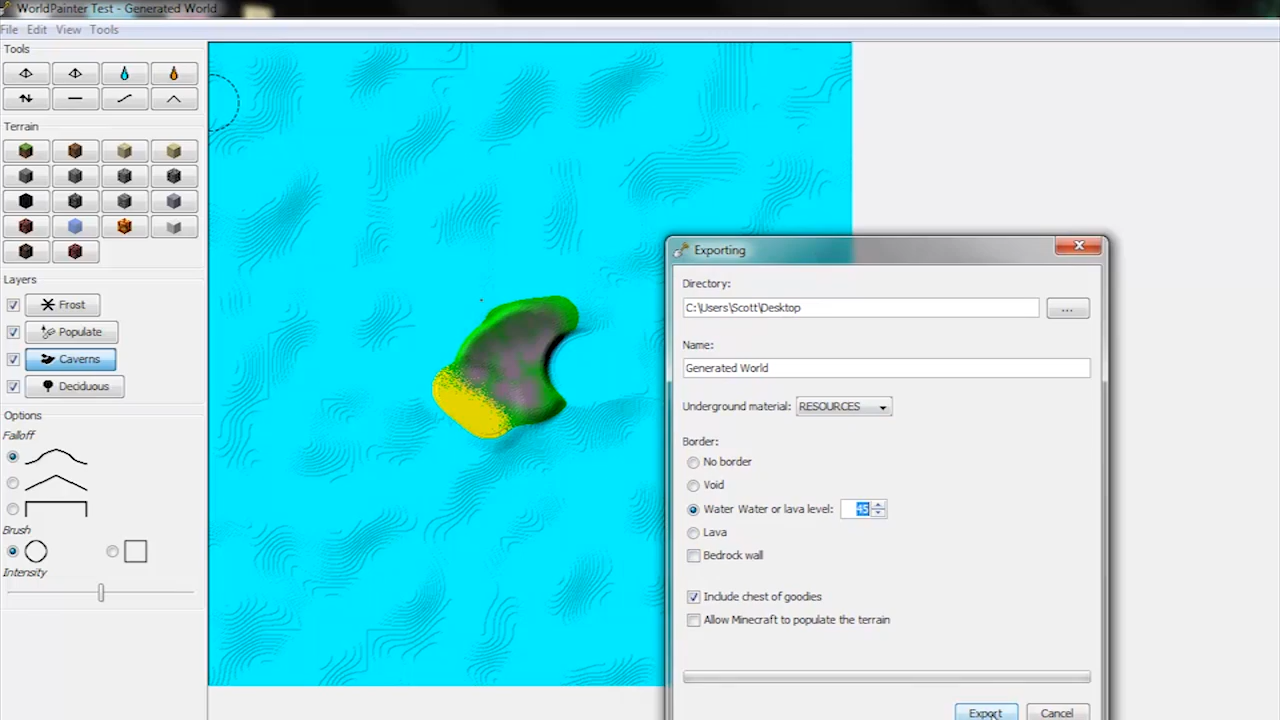 WorldPainter Test - Generated World
File Edit View Tools
Tools
Terrain
Layers
Frost
Populate
Caverns
Deciduous
Options
Falloff
Brush
Intensity
Exporting
Directory:
C:\Users\Scott\Desktop
...
Name:
Generated World
Underground material: RESOURCES
Border:
No border
Void
Water Water or lava level: 45
Lava
Bedrock wall
Include chest of goodies
Allow Minecraft to populate the terrain
Export Cancel